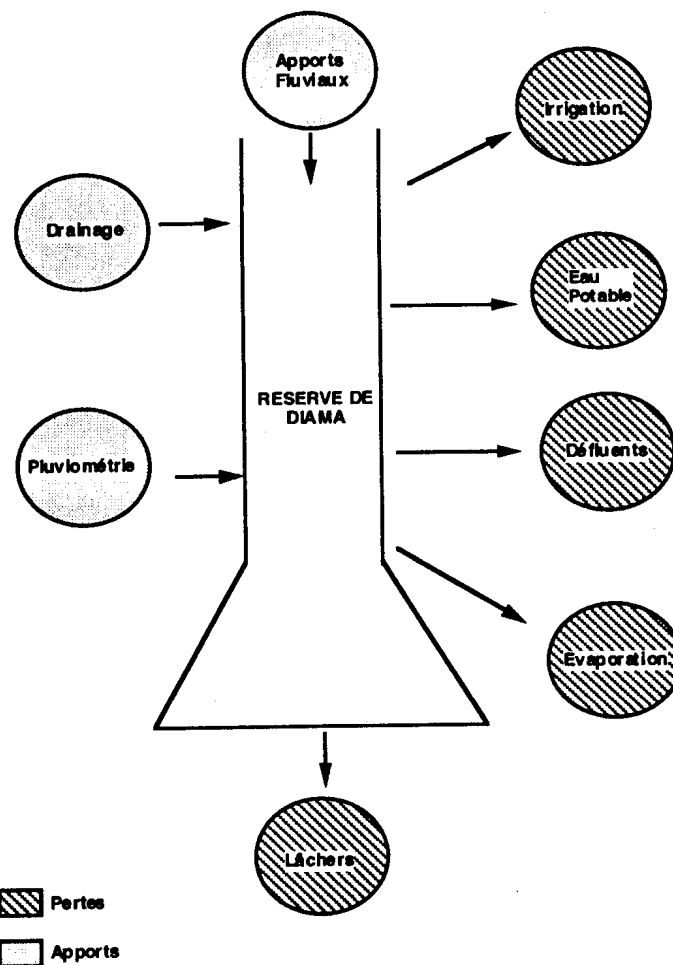 Apports
Fluviaux
Irrigation
Drainage
Eau
Potable
RESERVE DE
DIAMA
Défluents
Pluviométrie
Evaporation
Lâchers
Pertes
Apports